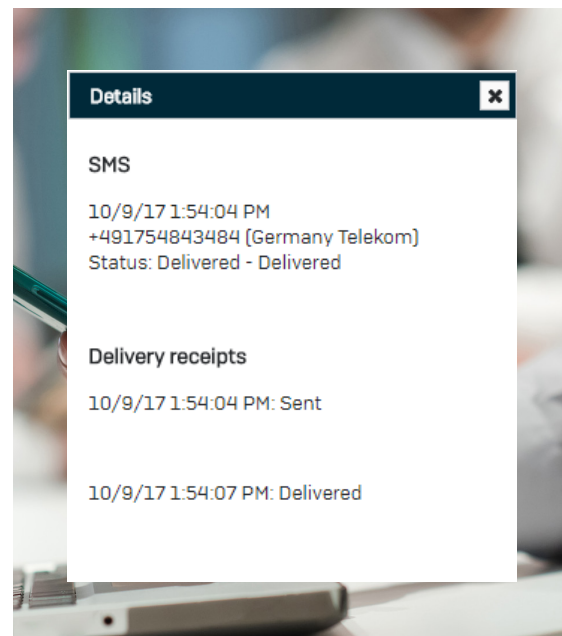 Details
SMS
10/9/17 1:54:04 PM
+491754843484 (Germany Telekom)
Status: Delivered - Delivered
Delivery receipts
10/9/17 1:54:04 PM: Sent
10/9/17 1:54:07 PM: Delivered